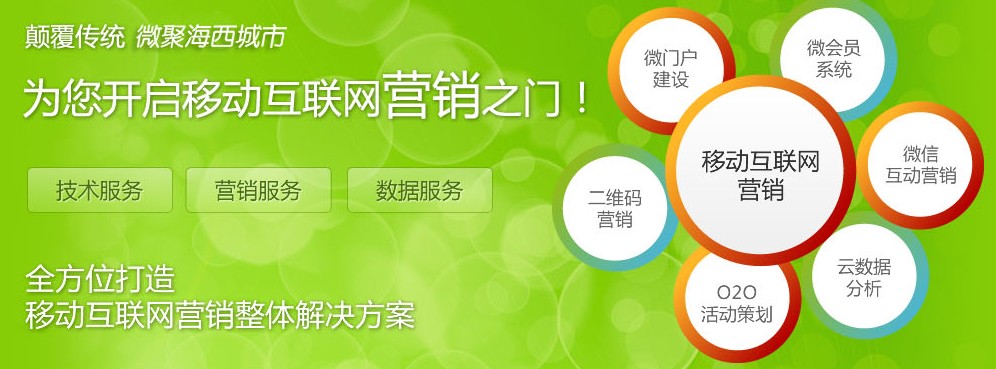 颠覆传统 微聚海西城市
为您开启移动互联网营销之门！
技术服务
营销服务
数据服务
全方位打造
移动互联网营销整体解决方案
微门户
建设
微会员
系统
移动互联网
营销
微信
互动营销
二维码
营销
云数据
分析
O2O
活动策划